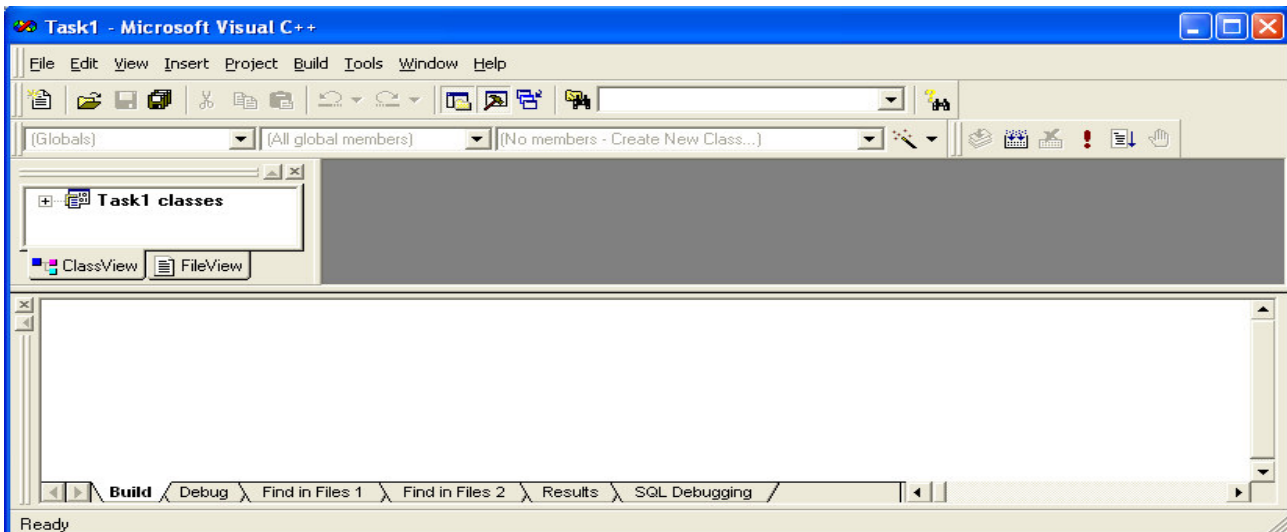 Task1 - Microsoft Visual C++
File Edit View Insert Project Build Tools Window Help
(Globals) (All global members) (No members - Create New Class...)
Task1 classes
ClassView FileView
Build Debug Find in Files 1 Find in Files 2 Results SQL Debugging
Ready